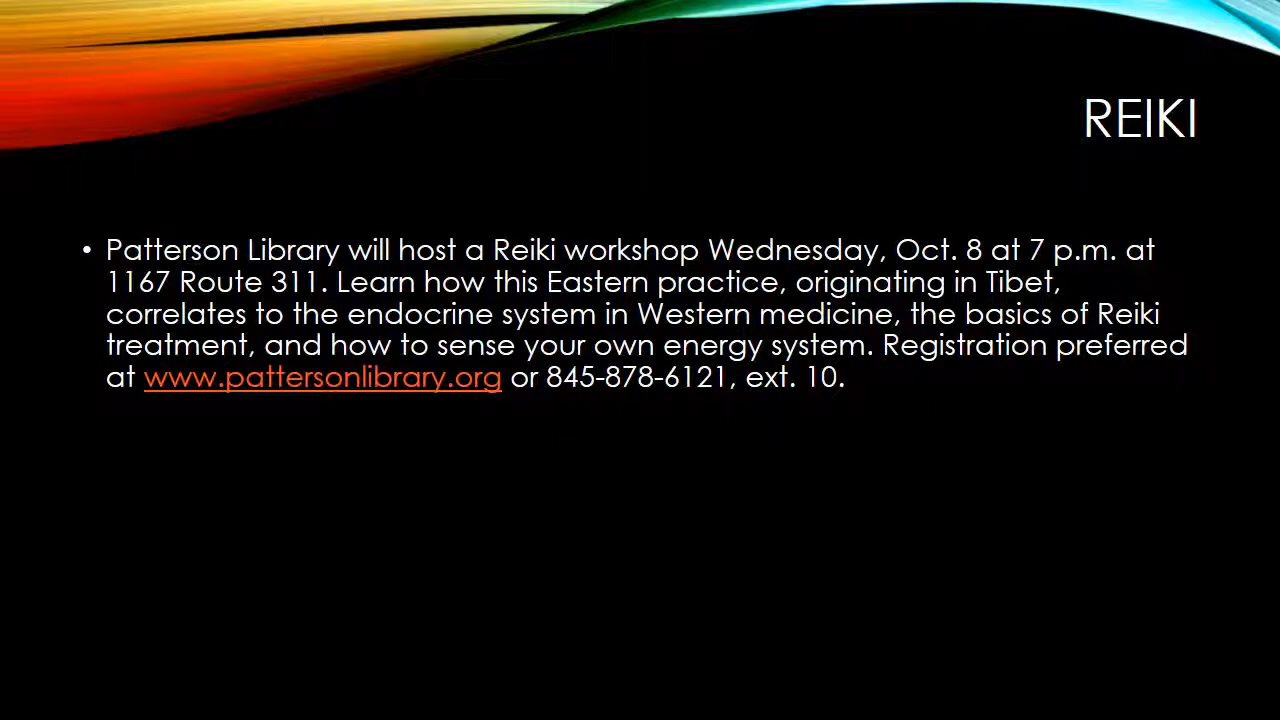 REIKI
• Patterson Library will host a Reiki workshop Wednesday, Oct. 8 at 7 p.m. at
1167 Route 311. Learn how this Eastern practice, originating in Tibet,
correlates to the endocrine system in Western medicine, the basics of Reiki
treatment, and how to sense your own energy system. Registration preferred
at www.pattersonlibrary.org or 845-878-6121, ext. 10.